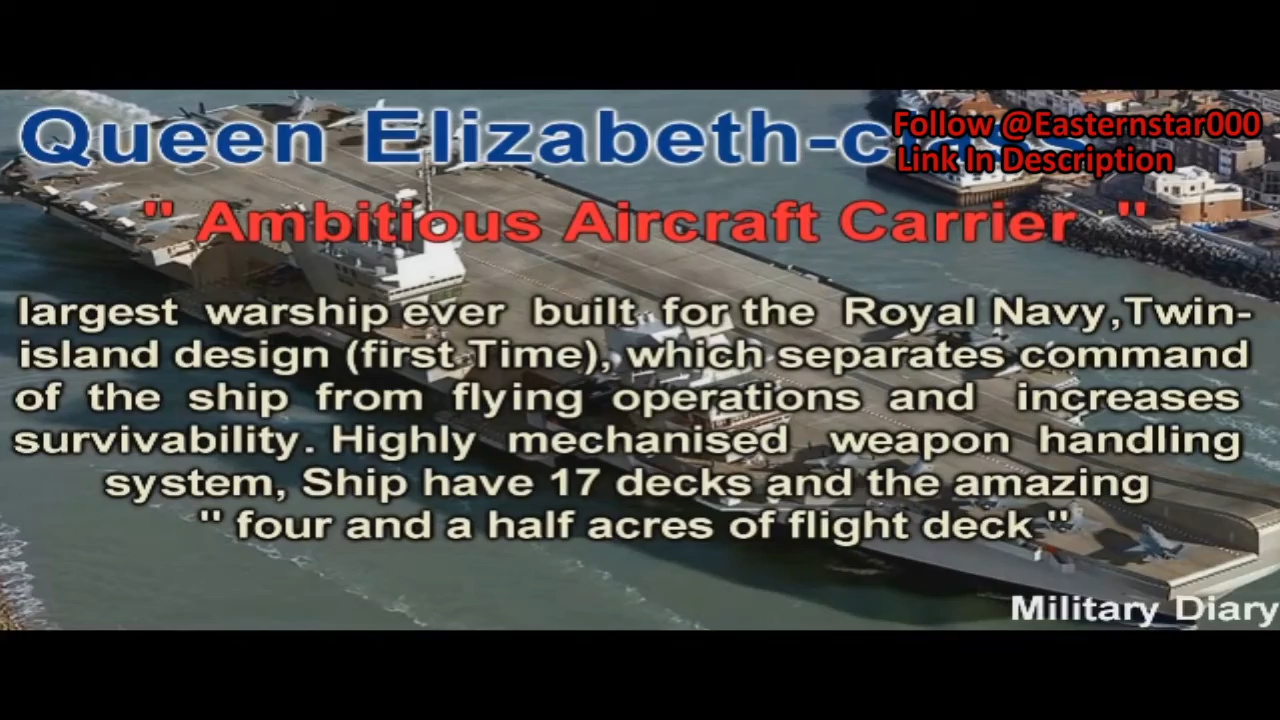 Queen Elizabeth-class
Follow @Easternstar000
Link In Description
" Ambitious Aircraft Carrier "
largest warship ever built for the Royal Navy,Twin-
island design (first Time), which separates command
of the ship from flying operations and increases
survivability. Highly mechanised weapon handling
system, Ship have 17 decks and the amazing
" four and a half acres of flight deck "
Military Diary